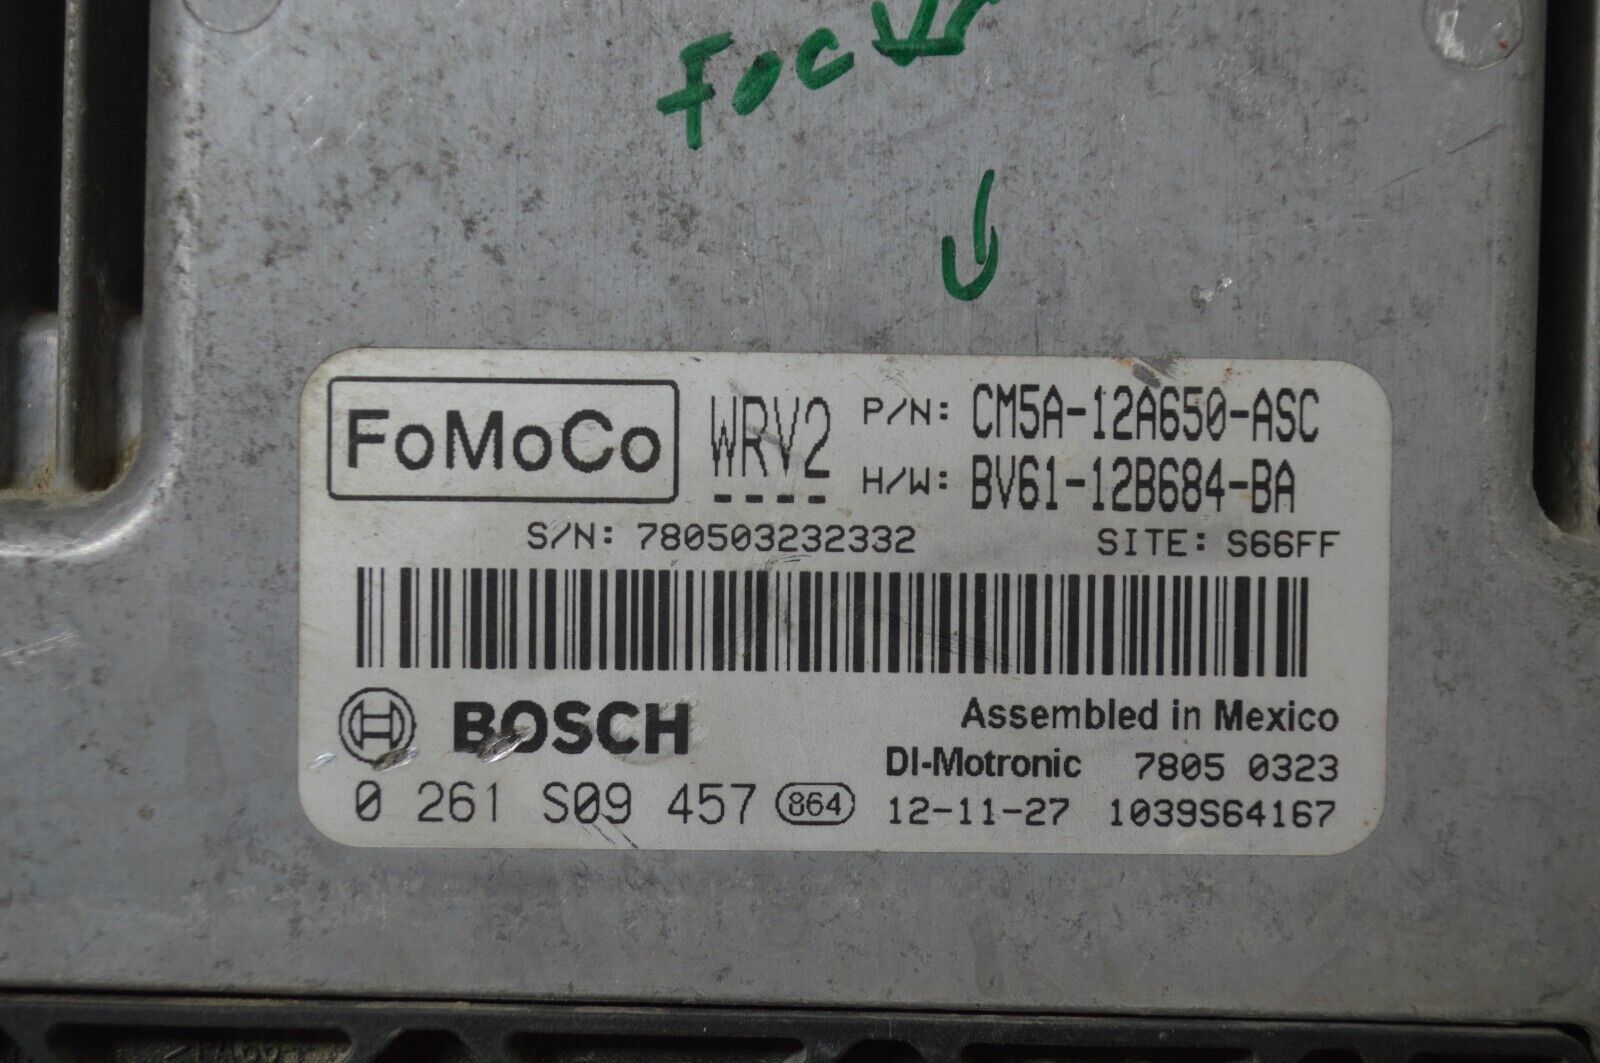 Focus
FoMoCo WRV2 P/N: CM5A-12A650-ASC
H/W: BV61-12B684-BA
S/N: 780503232332 SITE: S66FF
BOSCH Assembled in Mexico
DI-Motronic 7805 0323
0 261 S09 457 864 12-11-27 1039S64167